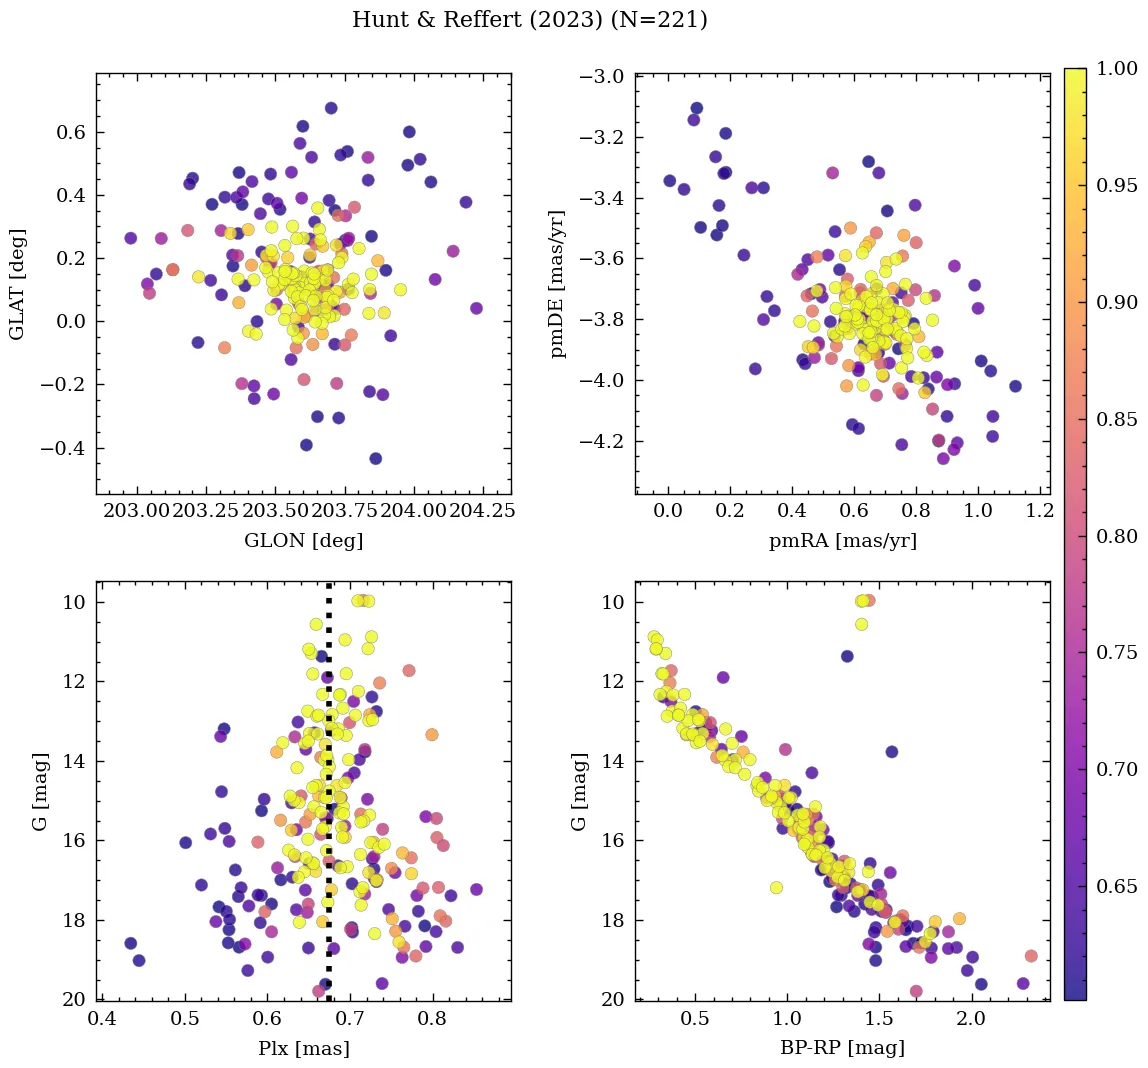 Hunt & Reffert (2023) (N=221)
0.6
0.4
0.2
0.0
−0.2
−0.4
GLAT [deg]
203.00 203.25 203.50 203.75 204.00 204.25
GLON [deg]
−3.0
−3.2
−3.4
−3.6
−3.8
−4.0
−4.2
pmDE [mas/yr]
0.0 0.2 0.4 0.6 0.8 1.0 1.2
pmRA [mas/yr]
10
12
14
16
18
20
G [mag]
0.4 0.5 0.6 0.7 0.8
Plx [mas]
10
12
14
16
18
20
G [mag]
0.5 1.0 1.5 2.0
BP-RP [mag]
1.00
0.95
0.90
0.85
0.80
0.75
0.70
0.65